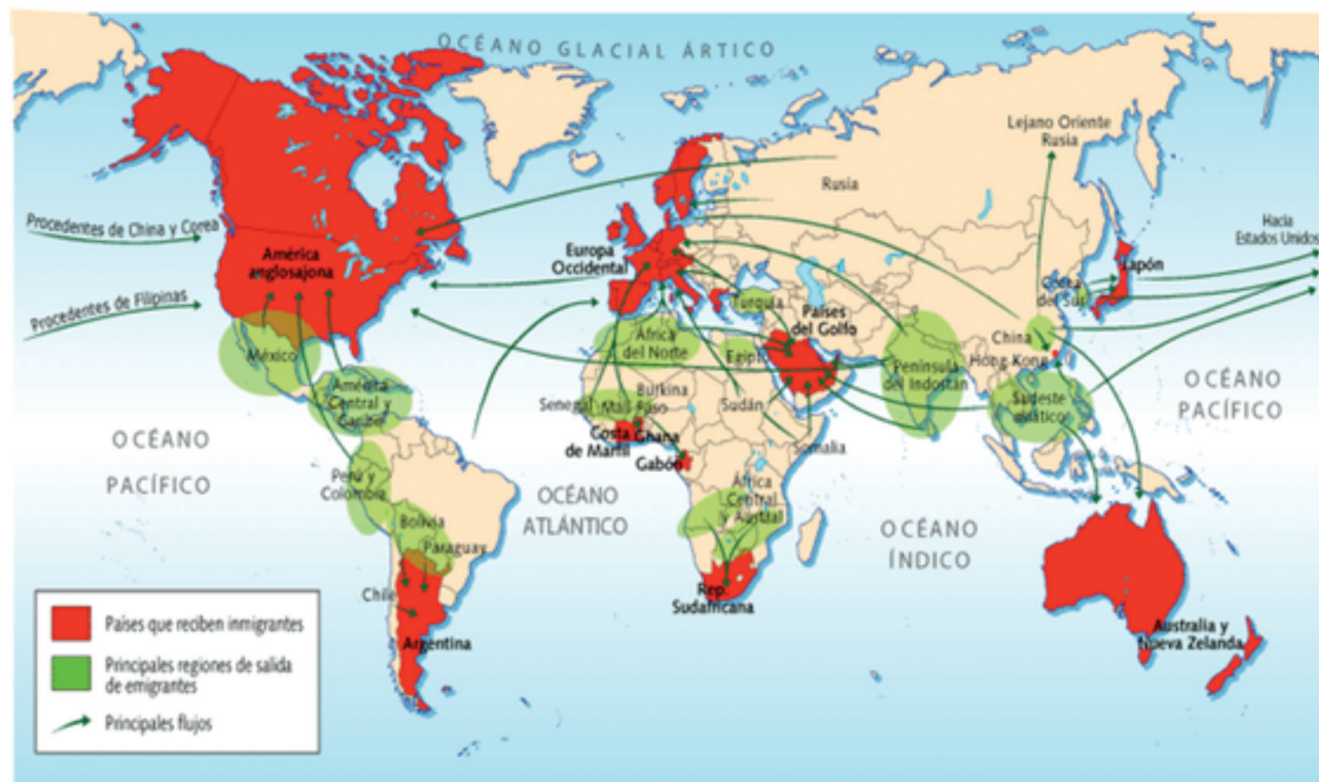 OCÉANO GLACIAL ÁRTICO
Lejano Oriente
Rusia
Rusia
Procedentes de China y Corea
Hacia
Estados Unidos
América
anglosajona
Europa
Occidental
Japón
Corea
del Sur
Procedentes de Filipinas
Turquía
Países
del Golfo
China
México
África
del Norte
Egipto
Hong Kong
Península
del Indostán
América
Central y
Caribe
Burkina
Faso
Senegal
Mali
Sudán
Sudeste
asiático
OCÉANO
PACÍFICO
Costa
de Marfil
Ghana
Gabón
Somalia
OCÉANO
PACÍFICO
Perú y
Colombia
OCÉANO
ATLÁNTICO
África
Central
y Austral
OCÉANO
ÍNDICO
Bolivia
Paraguay
Chile
Rep.
Sudafricana
Argentina
Australia y
Nueva Zelanda
Países que reciben inmigrantes
Principales regiones de salida
de emigrantes
Principales flujos